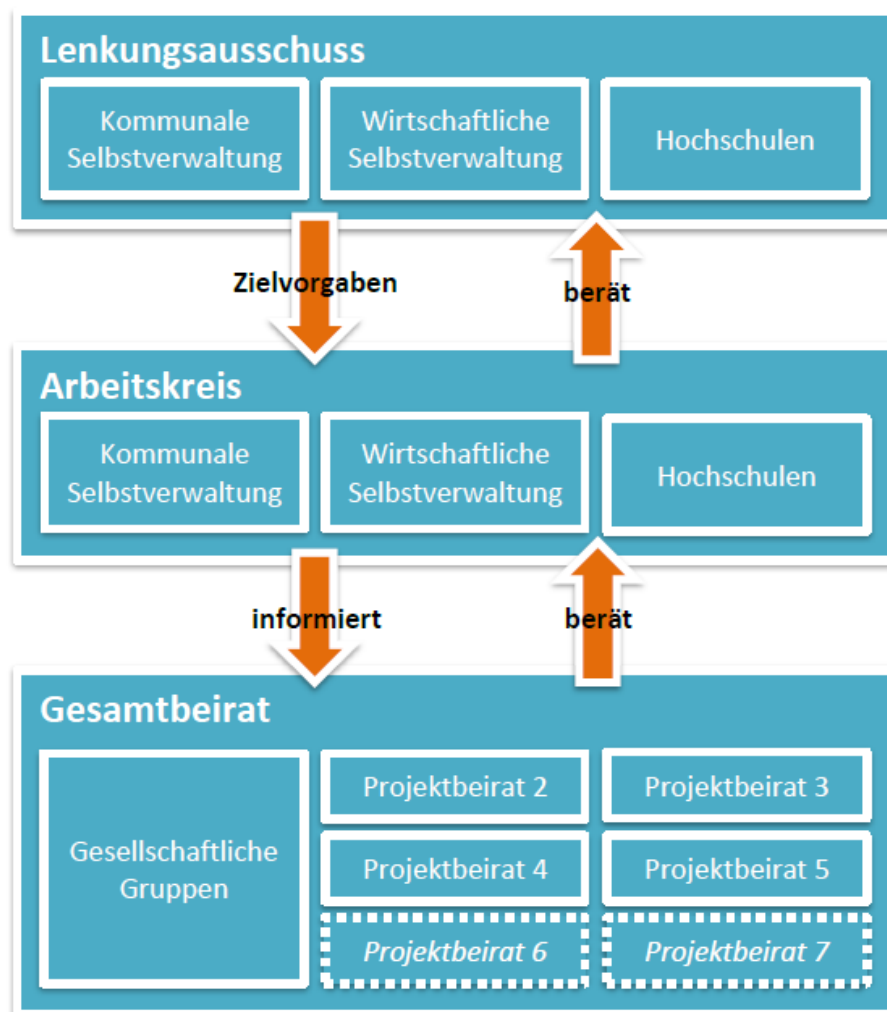 Lenkungsausschuss
Kommunale
Selbstverwaltung
Wirtschaftliche
Selbstverwaltung
Hochschulen
Zielvorgaben
berät
Arbeitskreis
Kommunale
Selbstverwaltung
Wirtschaftliche
Selbstverwaltung
Hochschulen
informiert
berät
Gesamtbeirat
Gesellschaftliche
Gruppen
Projektbeirat 2
Projektbeirat 3
Projektbeirat 4
Projektbeirat 5
Projektbeirat 6
Projektbeirat 7